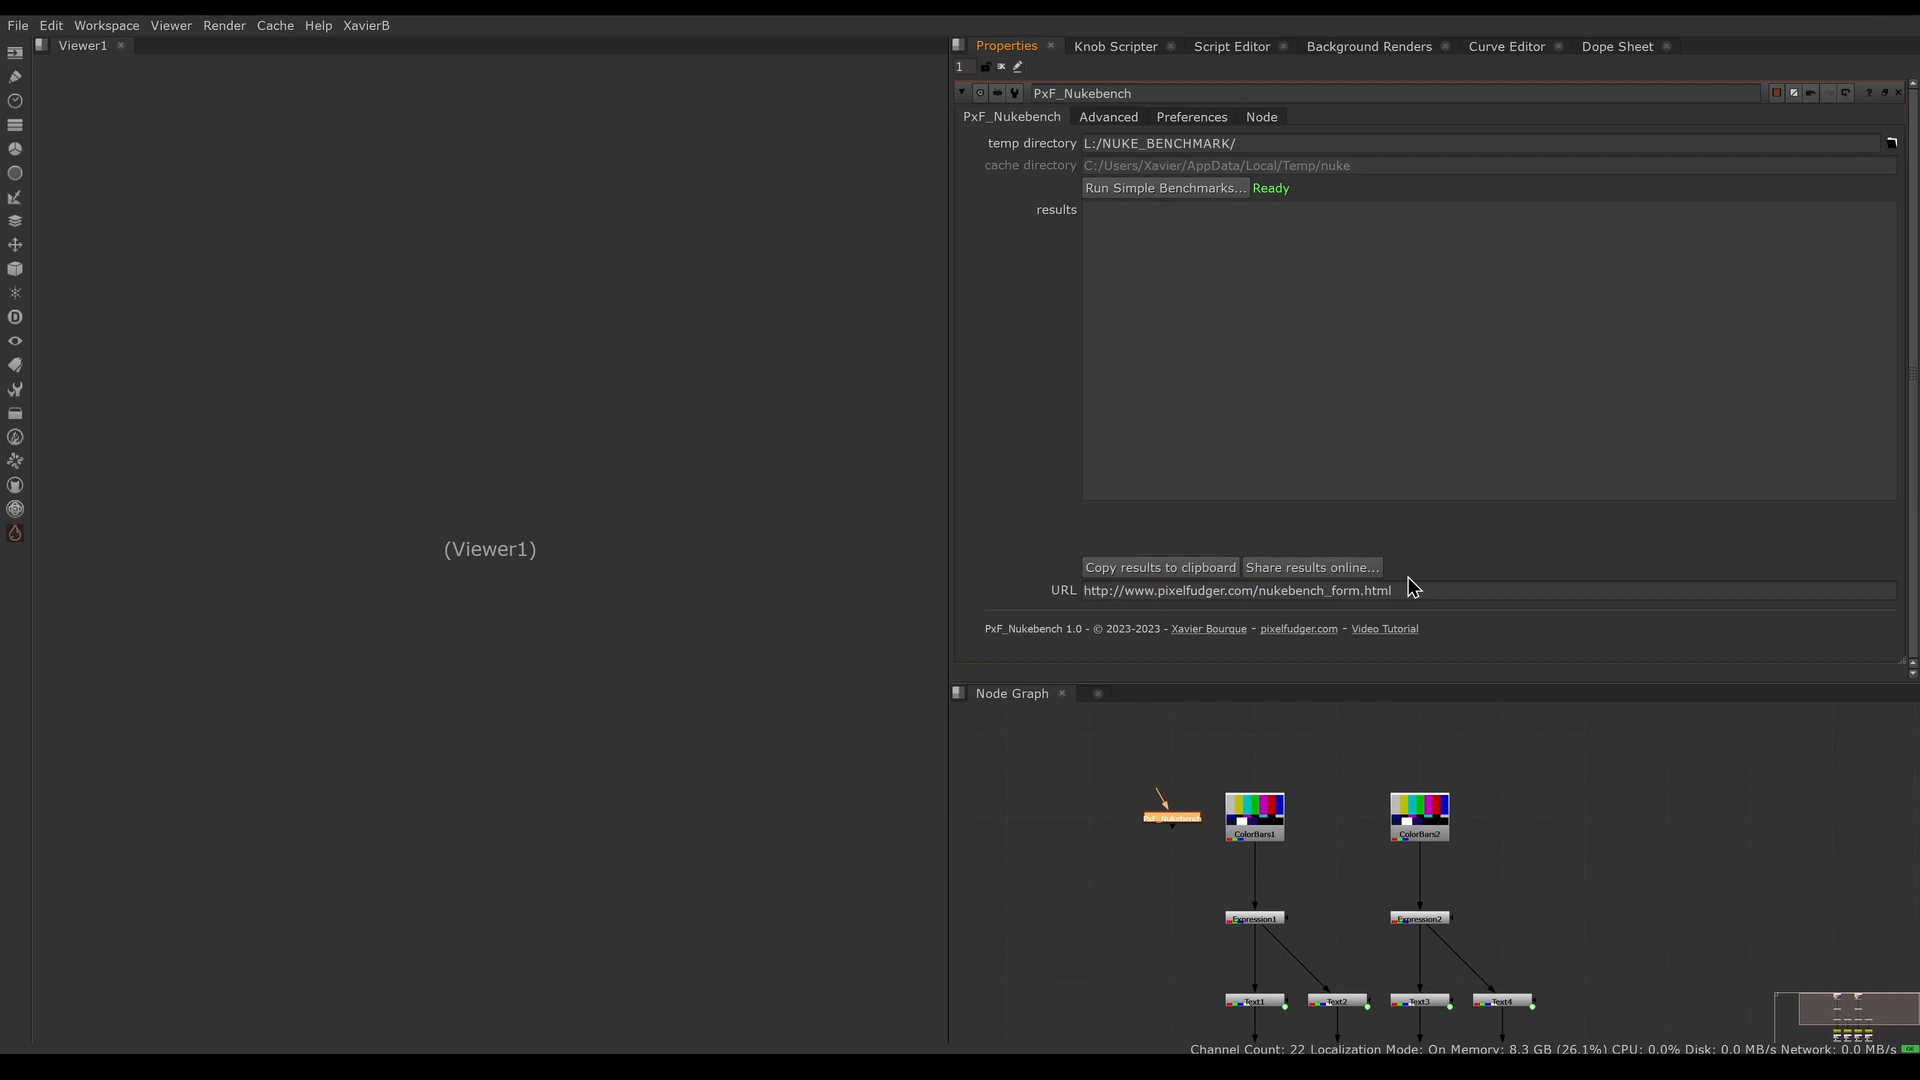 File Edit Workspace Viewer Render Cache Help XavierB
Viewer1
(Viewer1)
Properties Knob Scripter Script Editor Background Renders Curve Editor Dope Sheet
1
PxF_Nukebench
PxF_Nukebench Advanced Preferences Node
temp directory L:/NUKE_BENCHMARK/
cache directory C:/Users/Xavier/AppData/Local/Temp/nuke
Run Simple Benchmarks... Ready
results
Copy results to clipboard Share results online...
URL http://www.pixelfudger.com/nukebench_form.html
PxF_Nukebench 1.0 - © 2023-2023 - Xavier Bourque - pixelfudger.com - Video Tutorial
Node Graph
PxF_Nukebench
ColorBars1 ColorBars2
Expression1 Expression2
Text1 Text2 Text3 Text4
Channel Count: 22 Localization Mode: On Memory: 8.3 GB (26.1%) CPU: 0.0% Disk: 0.0 MB/s Network: 0.0 MB/s